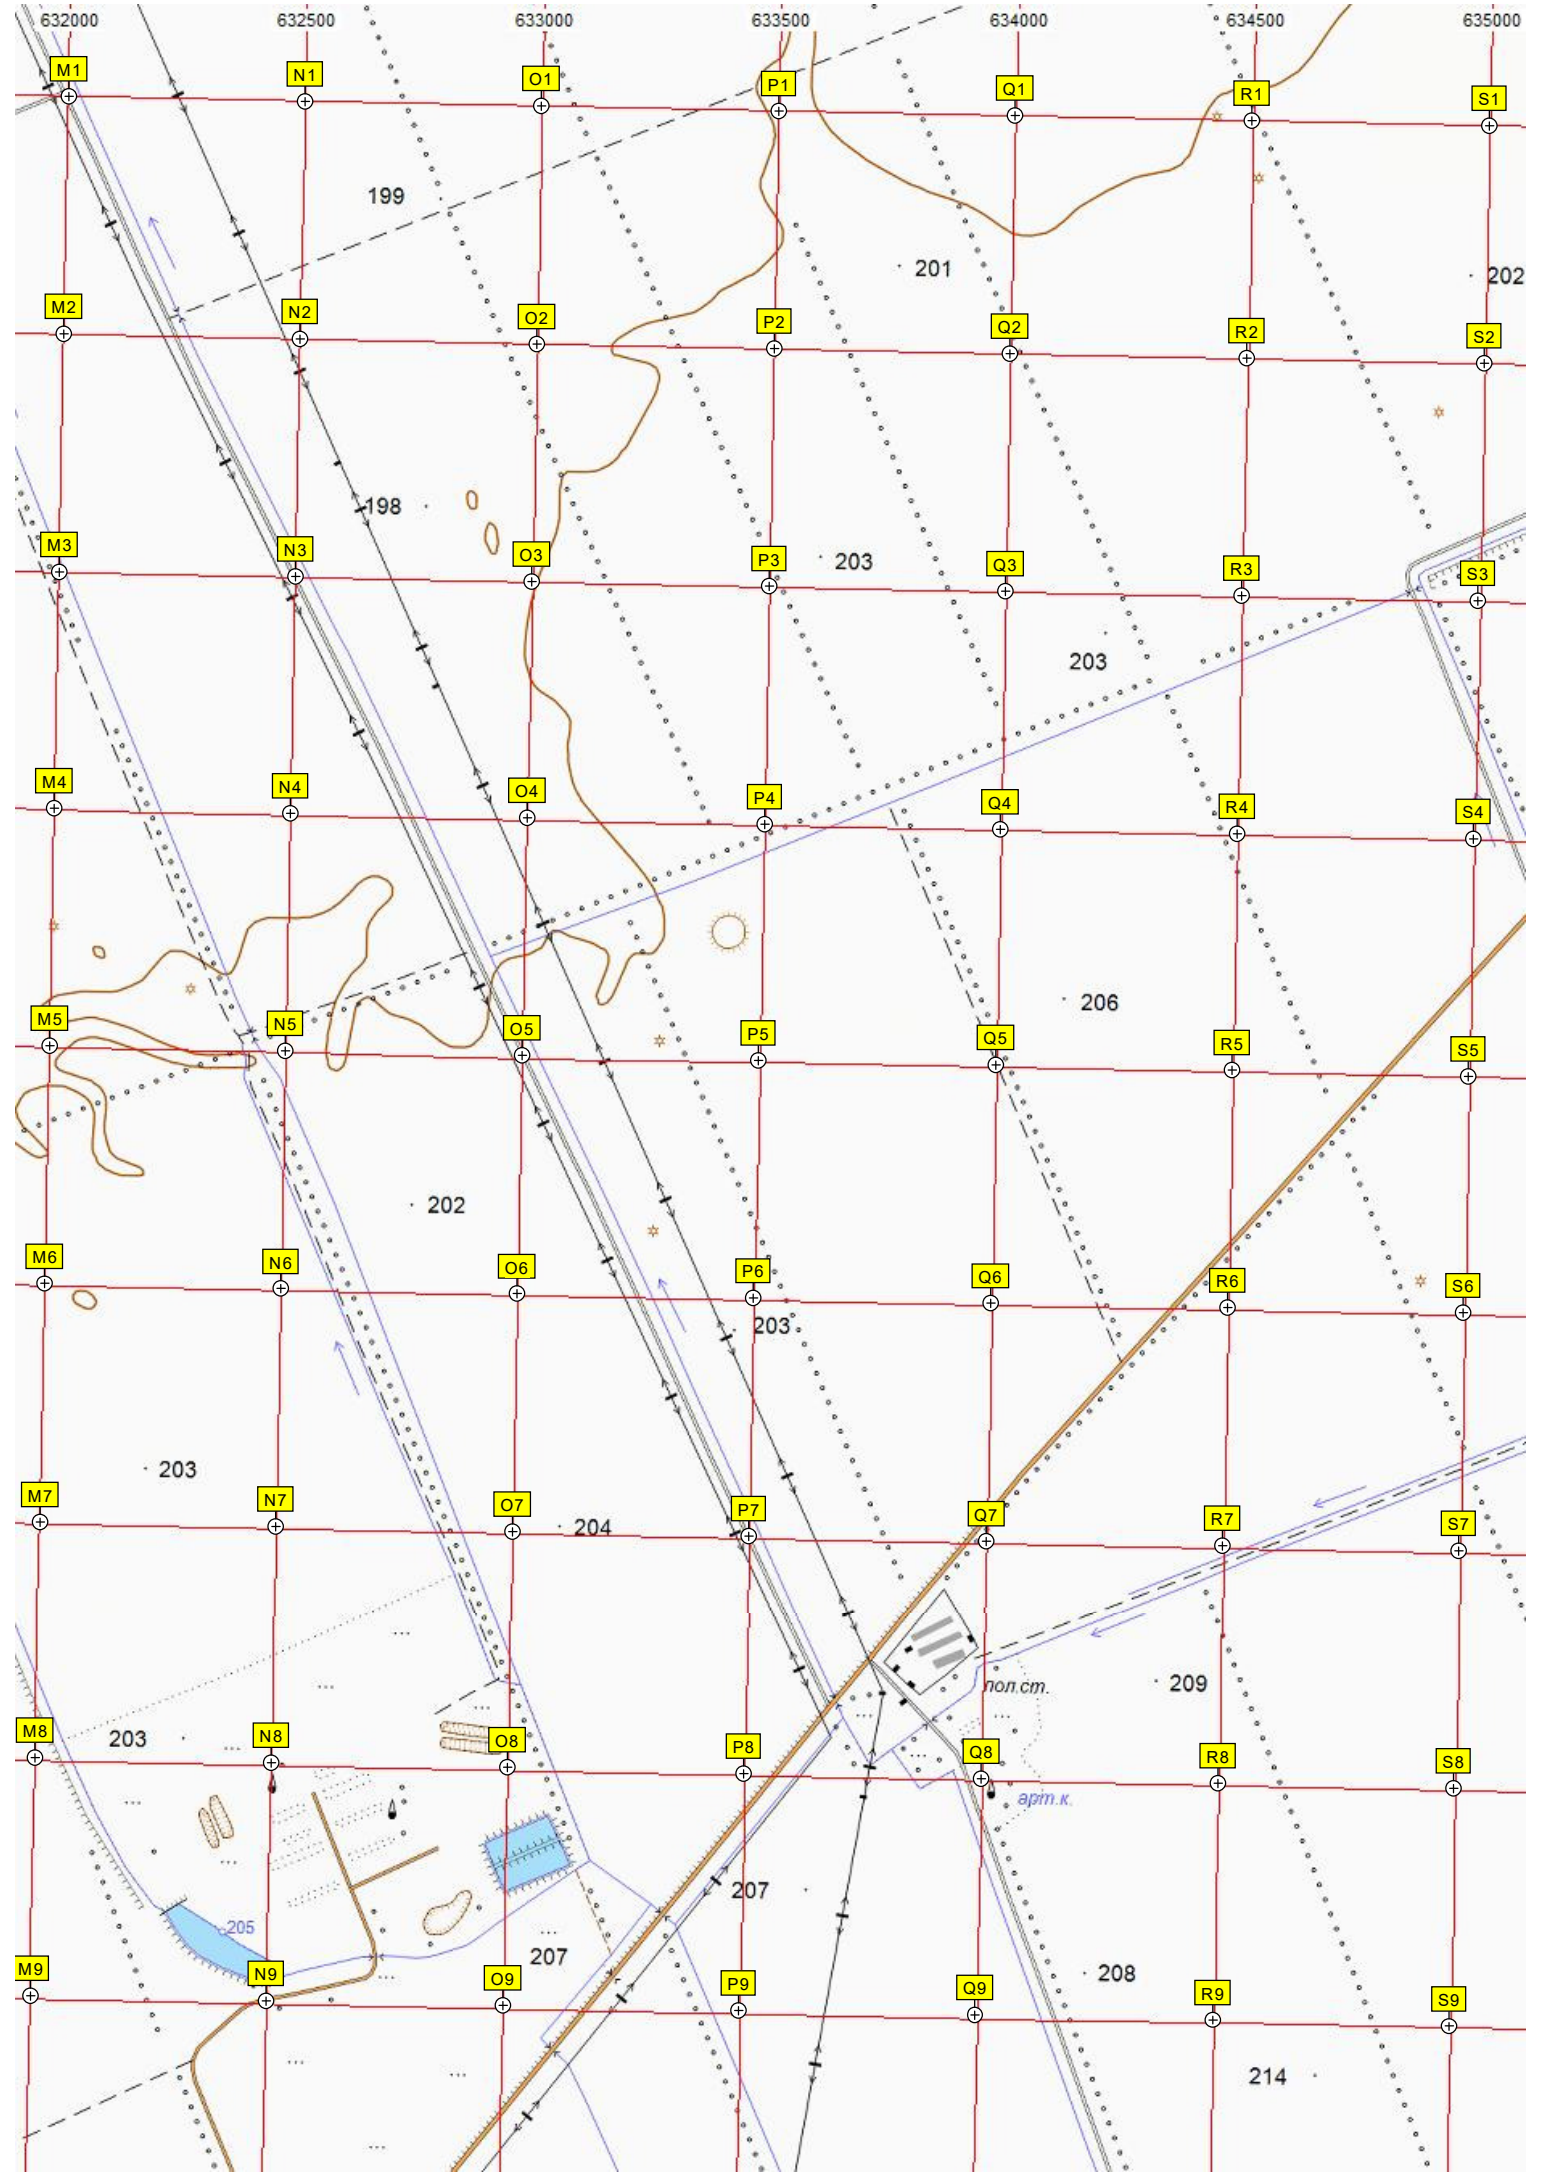 632000 632500 633000 633500 634000 634500 635000
M1 N1 O1 P1 Q1 R1 S1
199
201
202
M2 N2 O2 P2 Q2 R2 S2
198
M3 N3 O3 P3 Q3 R3 S3
203
203
M4 N4 O4 P4 Q4 R4 S4
206
M5 N5 O5 P5 Q5 R5 S5
202
M6 N6 O6 P6 Q6 R6 S6
203
203
M7 N7 O7 P7 Q7 R7 S7
204
209
пол.ст.
203
M8 N8 O8 P8 Q8 R8 S8
арт.к.
207
205
207
208
M9 N9 O9 P9 Q9 R9 S9
214